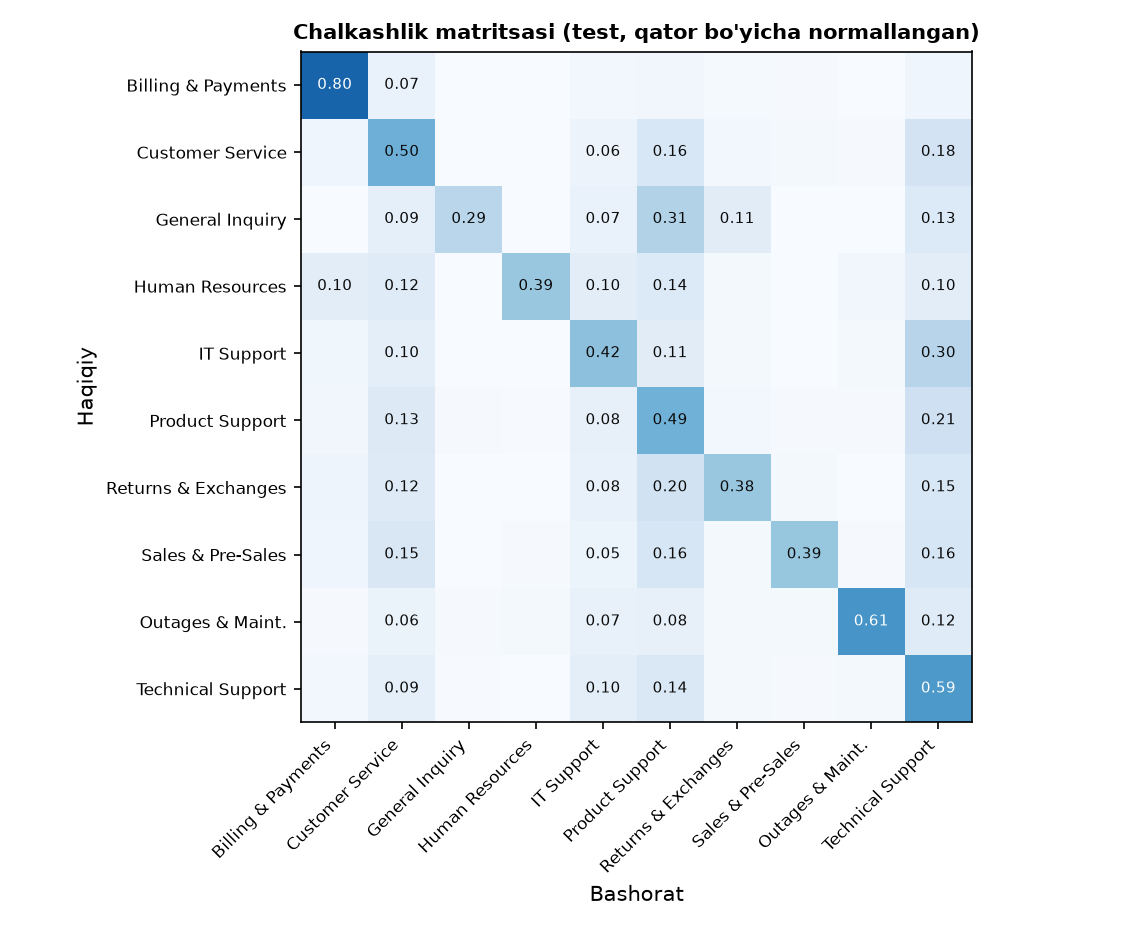 Chalkashlik matritsasi (test, qator bo'yicha normallangan)
Billing & Payments 0.80 0.07
Customer Service 0.50 0.06 0.16 0.18
General Inquiry 0.09 0.29 0.07 0.31 0.11 0.13
Human Resources 0.10 0.12 0.39 0.10 0.14 0.10
IT Support 0.10 0.42 0.11 0.30
Product Support 0.13 0.08 0.49 0.21
Returns & Exchanges 0.12 0.08 0.20 0.38 0.15
Sales & Pre-Sales 0.15 0.05 0.16 0.39 0.16
Outages & Maint. 0.06 0.07 0.08 0.61 0.12
Technical Support 0.09 0.10 0.14 0.59
Haqiqiy
Billing & Payments
Customer Service
General Inquiry
Human Resources
IT Support
Product Support
Returns & Exchanges
Sales & Pre-Sales
Outages & Maint.
Technical Support
Bashorat